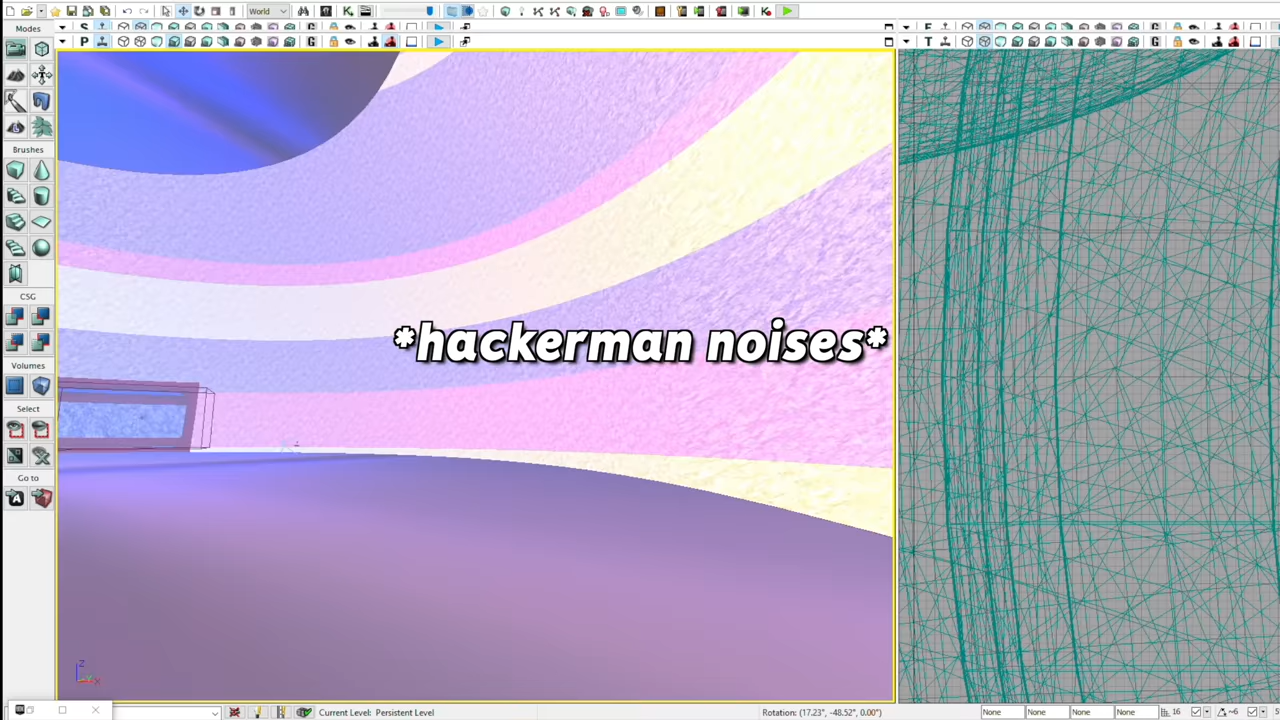 World
Modes
P
G
T
G
Brushes
CSG
Volumes
Select
Go to
*hackerman noises*
Z
X
Current Level: Persistent Level
Rotation: (17.23°, -48.52°, 0.00°)
None
None
None
None
16